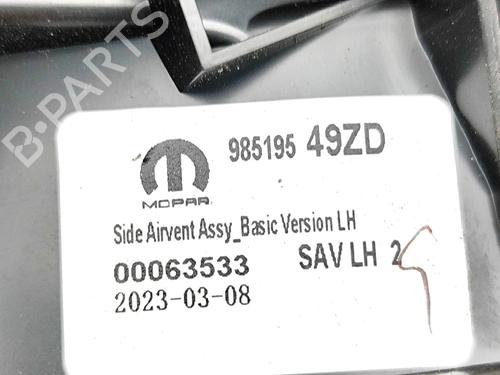 B-PARTS
985195 49ZD
MOPAR
Side Airvent Assy_Basic Version LH
00063533 SAV LH 2
2023-03-08